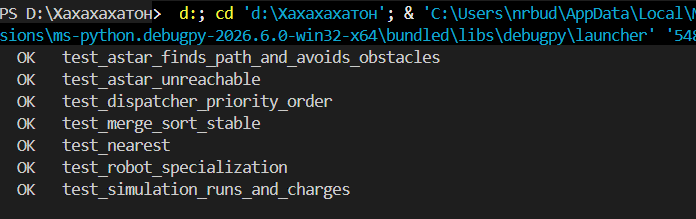 PS D:\Хахахахатон>  d:; cd 'd:\Хахахахатон'; & 'C:\Users\nrbud\AppData\Local\
sions\ms-python.debugpy-2026.6.0-win32-x64\bundled\libs\debugpy\launcher' '548
OK   test_astar_finds_path_and_avoids_obstacles
OK   test_astar_unreachable
OK   test_dispatcher_priority_order
OK   test_merge_sort_stable
OK   test_nearest
OK   test_robot_specialization
OK   test_simulation_runs_and_charges